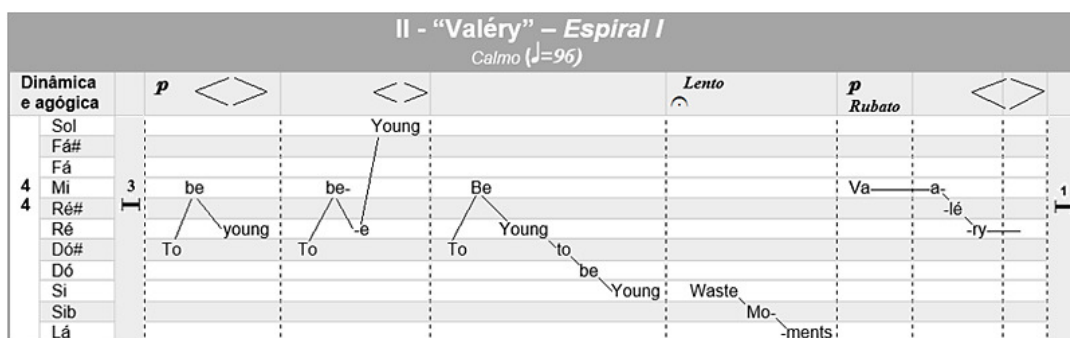 II - “Valéry” – Espiral I
Calmo (♩=96)
Dinâmica e agógica p < > < > Lento p Rubato < >
Sol Young
Fá#
Fá
4 4 Mi 3 be be- Be Va a- 1
Ré# -lé
Ré young -e Young -ry
Dó# To To To to
Dó be
Si Young Waste
Sib Mo-
Lá -ments